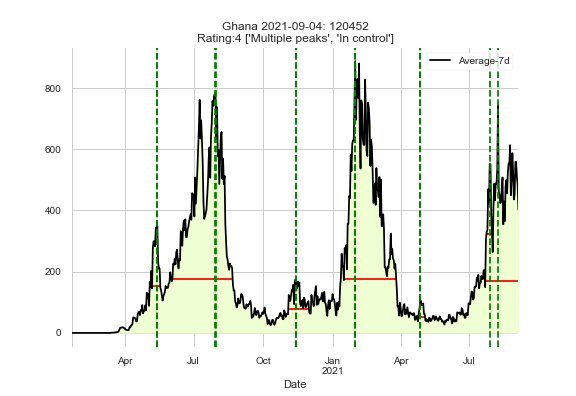 Ghana 2021-09-04: 120452
Rating:4 ['Multiple peaks', 'In control']
Average-7d
800
600
400
200
0
Apr Jul Oct Jan Apr Jul
2021
Date